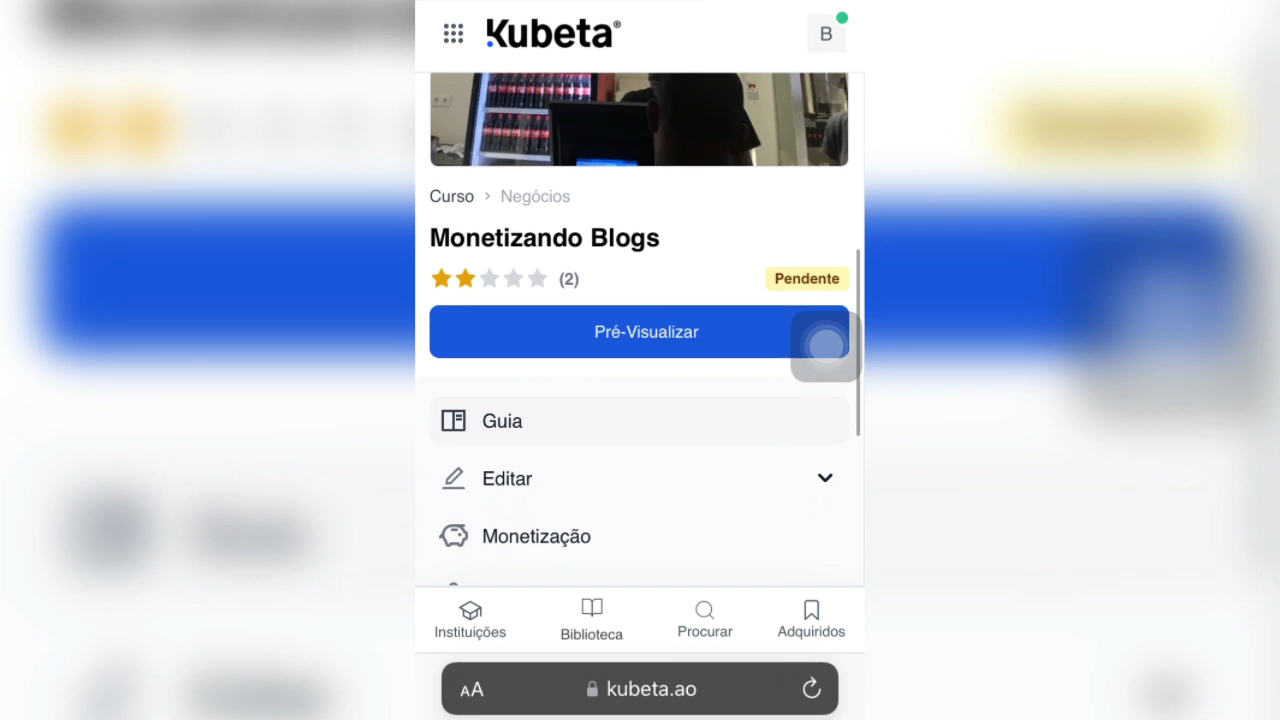 Kubeta®
B
Curso > Negócios
Monetizando Blogs
(2)
Pendente
Pré-Visualizar
Guia
Editar
Monetização
Instituições
Biblioteca
Procurar
Adquiridos
AA
kubeta.ao